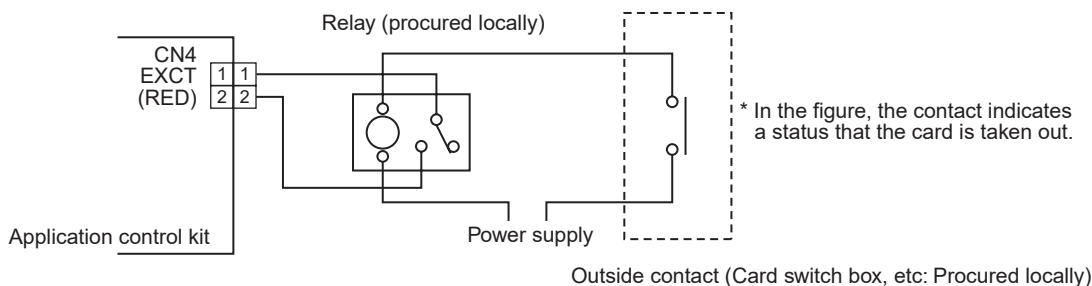 Relay (procured locally)
CN4
EXCT
(RED)
1 1
2 2
* In the figure, the contact indicates
a status that the card is taken out.
Power supply
Application control kit
Outside contact (Card switch box, etc: Procured locally)